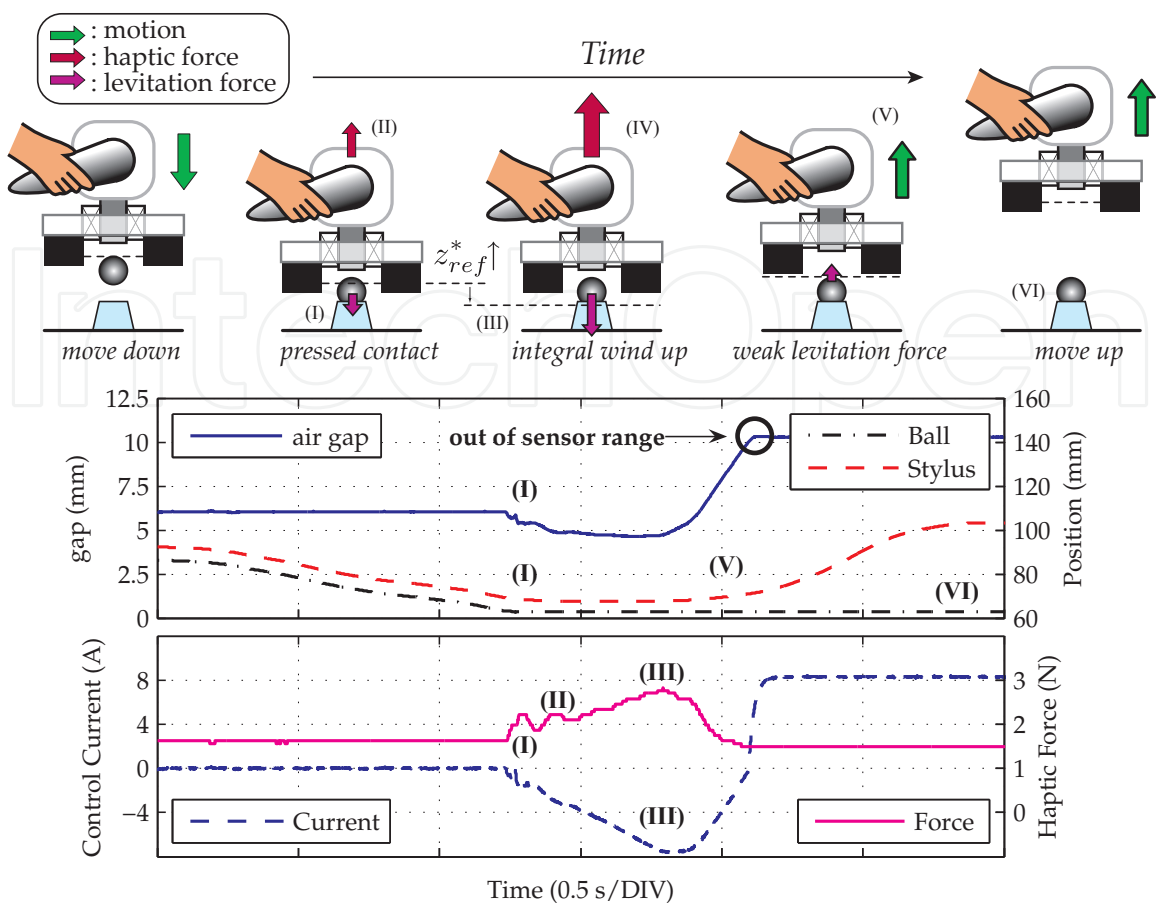 : motion
: haptic force
: levitation force
Time
(II)
(IV)
(V)
z*ref↑
(I)
(III)
(VI)
move down
pressed contact
integral wind up
weak levitation force
move up
IntechOpen
12.5
10
7.5
5
2.5
0
gap (mm)
air gap
out of sensor range
Ball
Stylus
(I)
(I)
(V)
(VI)
160
140
120
100
80
60
Position (mm)
8
4
0
−4
Control Current (A)
(I)
(II)
(III)
(III)
Current
Force
3
2
1
0
Haptic Force (N)
Time (0.5 s/DIV)